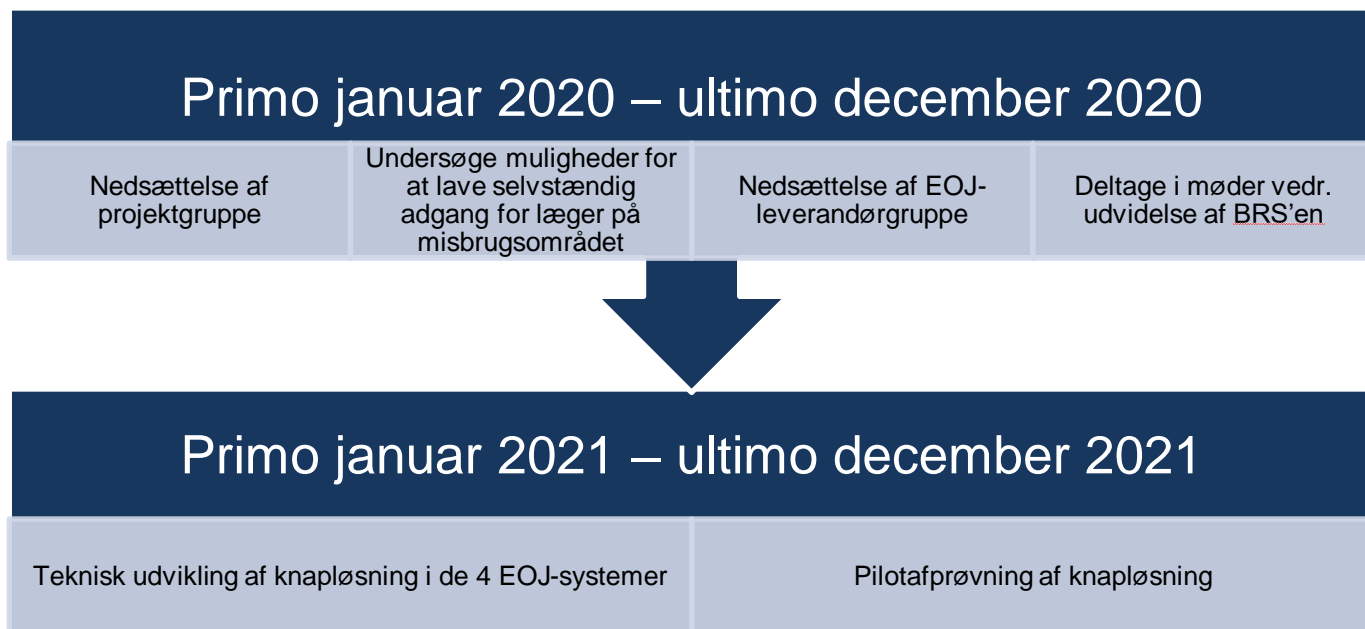 Primo januar 2020 – ultimo december 2020
Nedsættelse af
projektgruppe
Undersøge muligheder for
at lave selvstændig
adgang for læger på
misbrugsområdet
Nedsættelse af EOJ-
leverandørgruppe
Deltage i møder vedr.
udvidelse af BRS’en
Primo januar 2021 – ultimo december 2021
Teknisk udvikling af knapløsning i de 4 EOJ-systemer
Pilotafprøvning af knapløsning